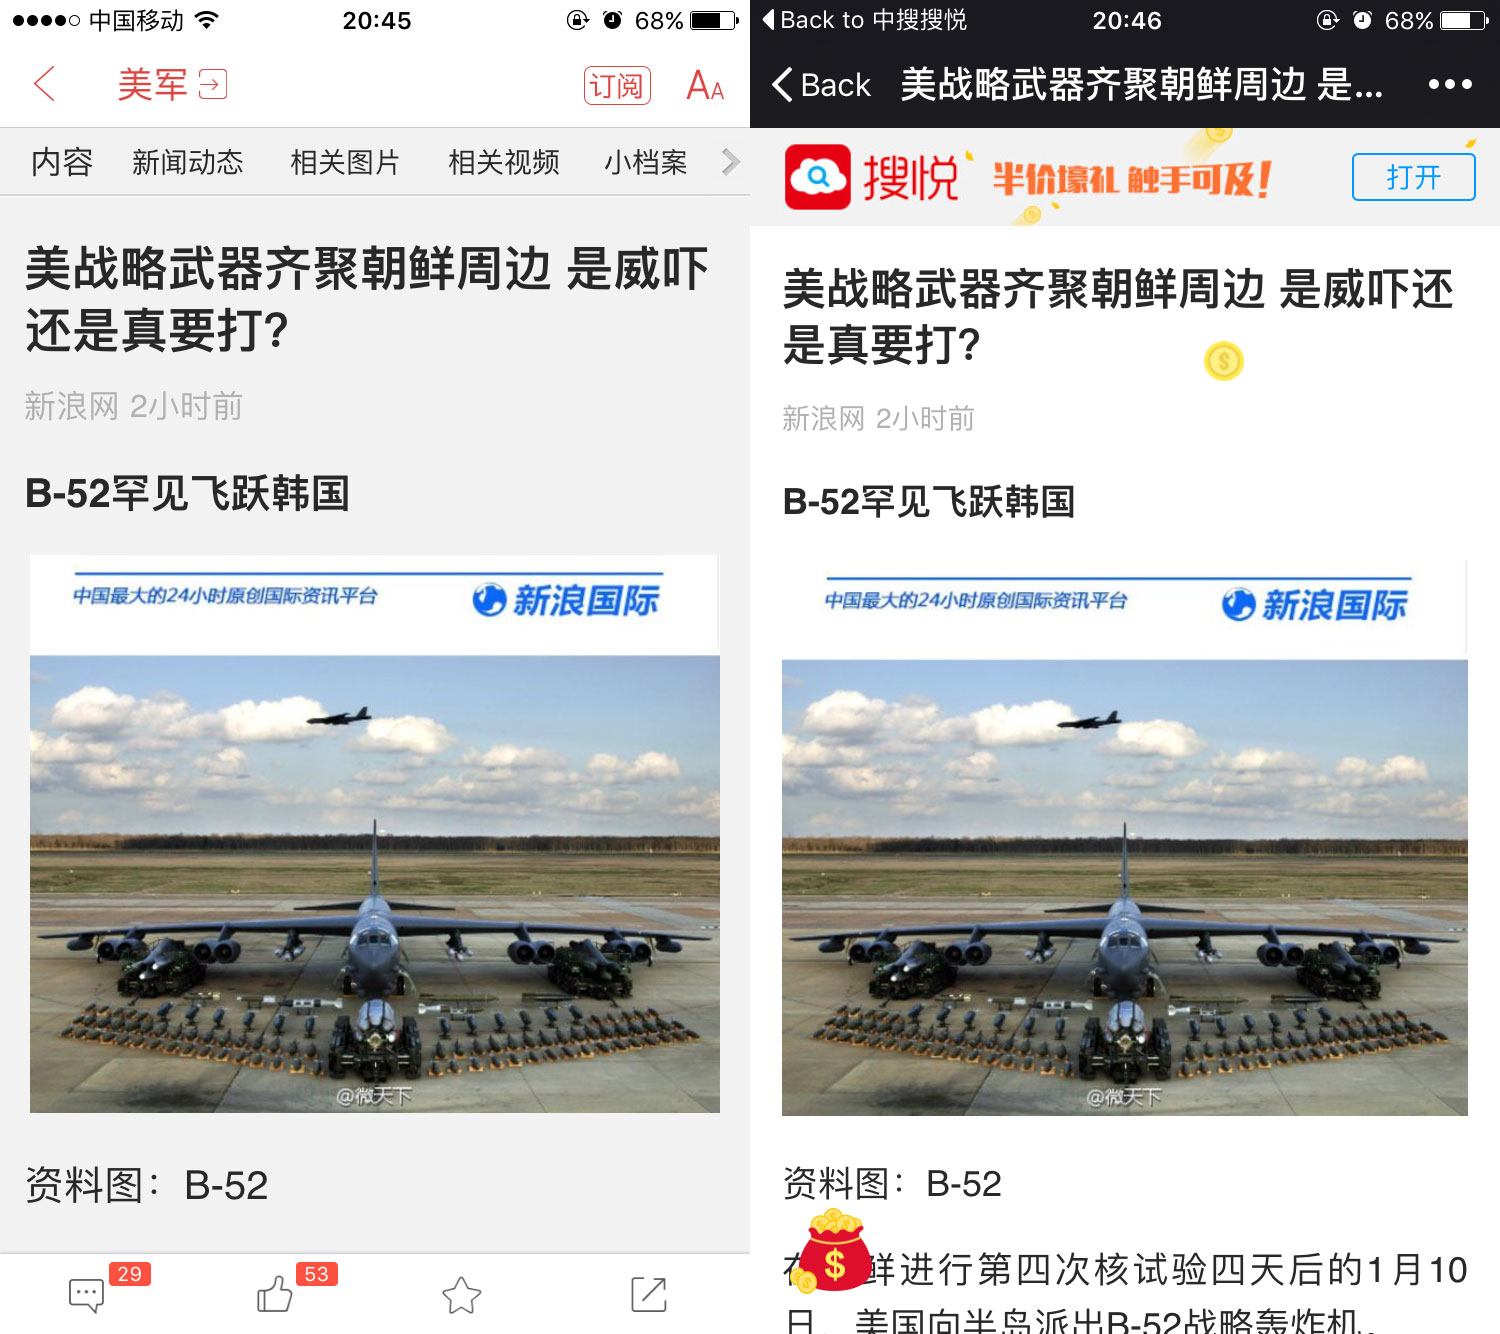 中国移动
20:45
68%
美军
订阅
AA
内容
新闻动态
相关图片
相关视频
小档案
美战略武器齐聚朝鲜周边 是威吓
还是真要打?
新浪网 2小时前
B-52罕见飞跃韩国
中国最大的24小时原创国际资讯平台
新浪国际
@微天下
资料图：B-52
29
53
Back to 中搜搜悦
20:46
68%
Back
美战略武器齐聚朝鲜周边 是...
搜悦
半价壕礼 触手可及！
打开
美战略武器齐聚朝鲜周边 是威吓还
是真要打?
新浪网 2小时前
B-52罕见飞跃韩国
中国最大的24小时原创国际资讯平台
新浪国际
@微天下
资料图：B-52
在 鲜进行第四次核试验四天后的1月10
日，美国向半岛派出B-52战略轰炸机。